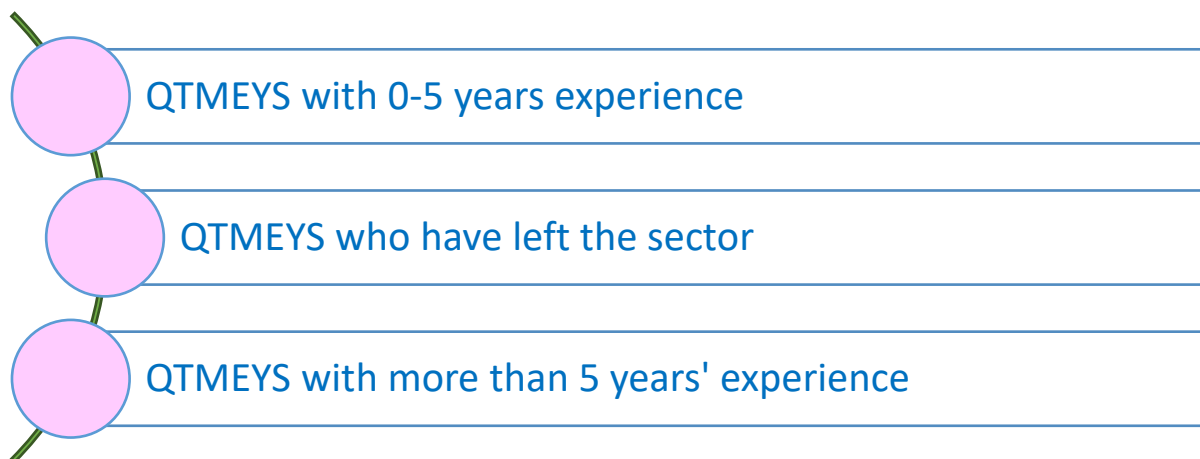 QTMEYS with 0-5 years experience
QTMEYS who have left the sector
QTMEYS with more than 5 years' experience